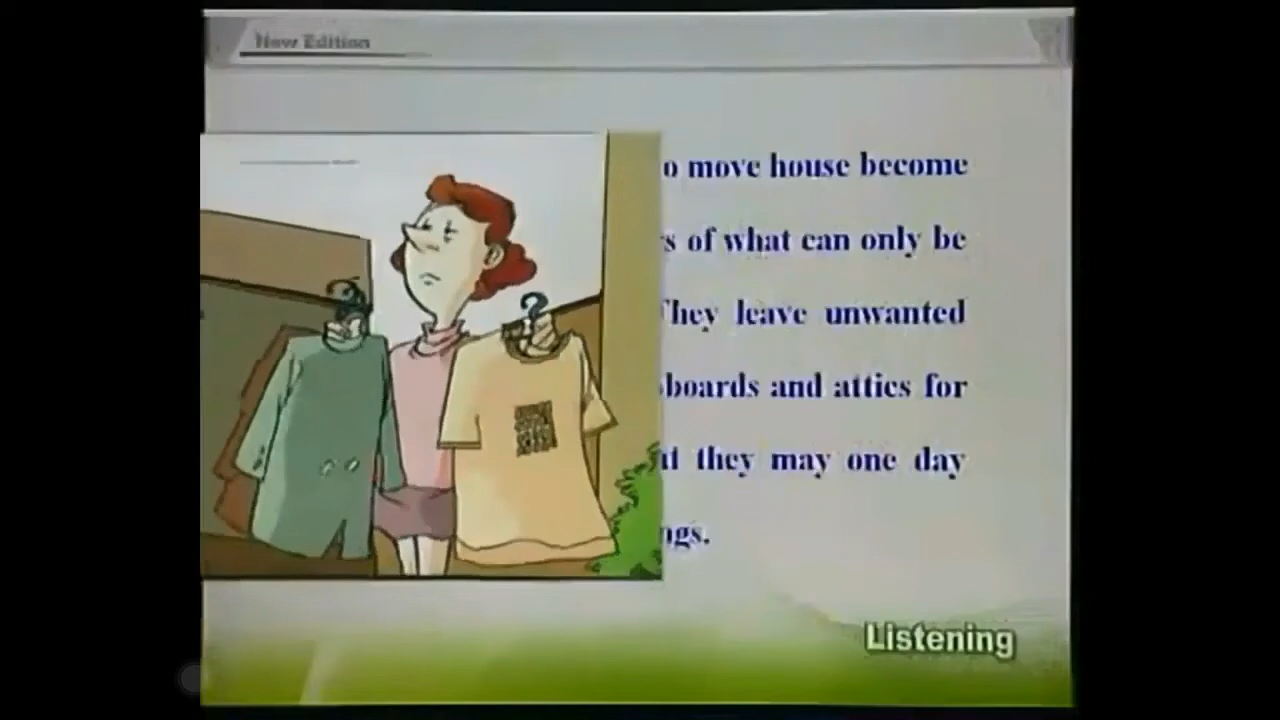 New Edition
o move house become
s of what can only be
They leave unwanted
boards and attics for
they may one day
ngs.
Listening